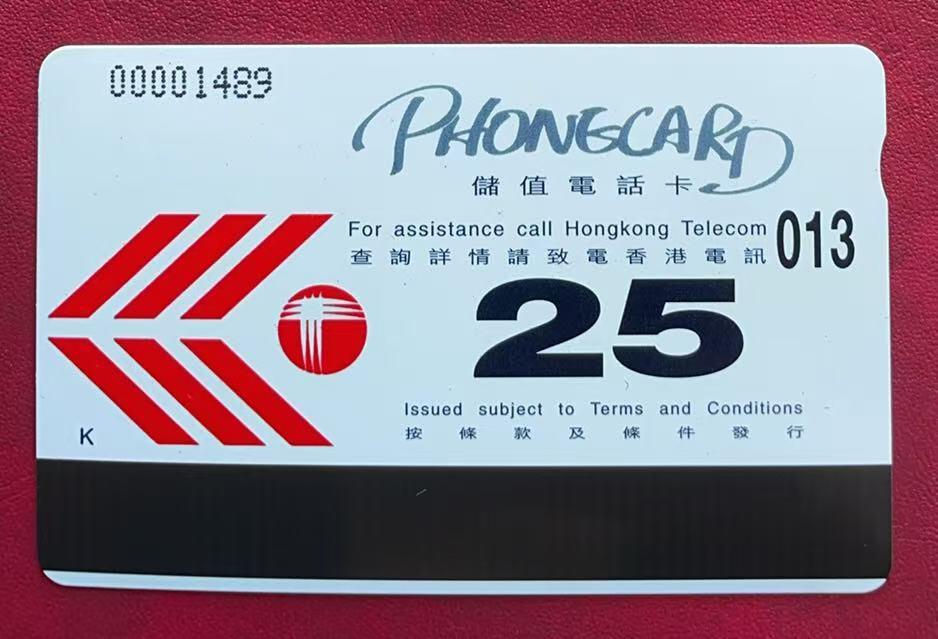 00001489
PHONECARD
儲值電話卡
For assistance call Hongkong Telecom 013
查詢詳情請致電香港電訊
25
Issued subject to Terms and Conditions
按條款及條件發行
K